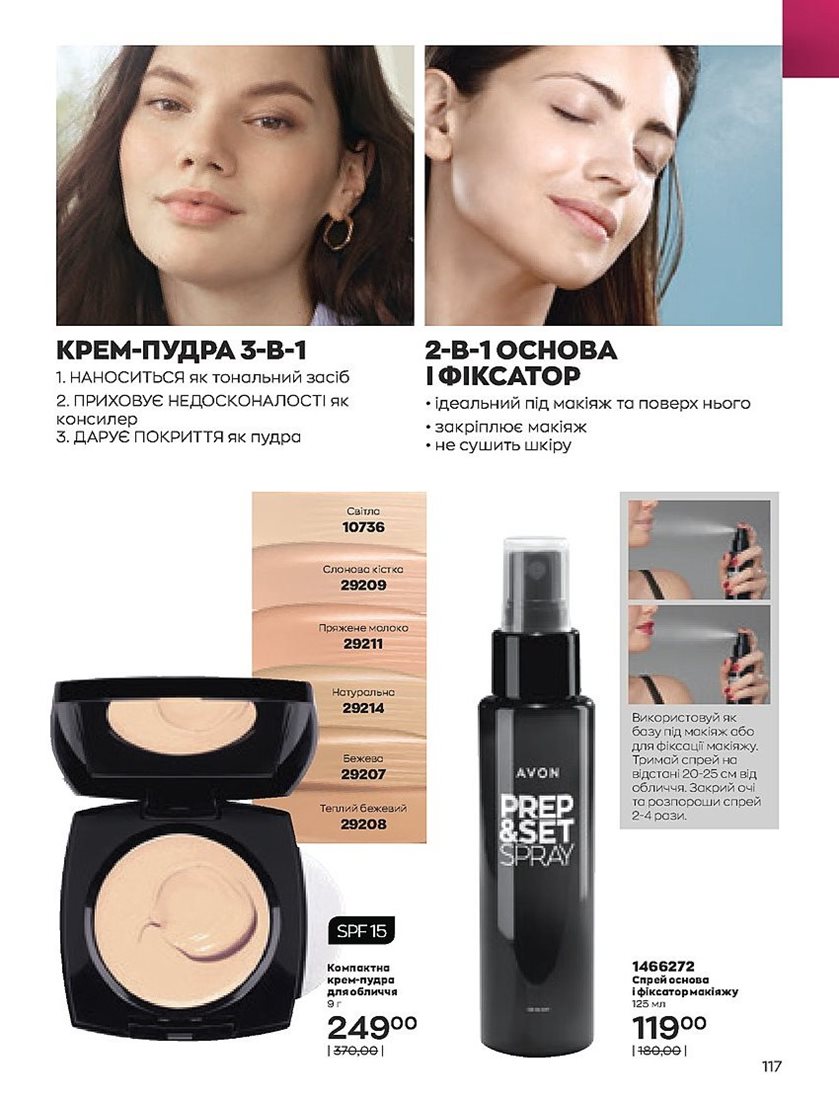 КРЕМ-ПУДРА 3-В-1
1. НАНОСИТЬСЯ як тональний засіб
2. ПРИХОВУЄ НЕДОСКОНАЛОСТІ як
консилер
3. ДАРУЄ ПОКРИТТЯ як пудра
2-В-1 ОСНОВА
І ФІКСАТОР
• ідеальний під макіяж та поверх нього
• закріплює макіяж
• не сушить шкіру
Світла
10736
Слонова кістка
29209
Пряжене молоко
29211
Натуральна
29214
Бежева
29207
Теплий бежевий
29208
SPF 15
Компактна
крем-пудра
для обличчя
9 г
249⁰⁰
| 370,00 |
AVON
PREP
&SET
SPRAY
Використовуй як
базу під макіяж або
для фіксації макіяжу.
Тримай спрей на
відстані 20-25 см від
обличчя. Закрий очі
та розпороши спрей
2-4 рази.
1466272
Спрей основа
і фіксатор макіяжу
125 мл
119⁰⁰
| 180,00 |
117